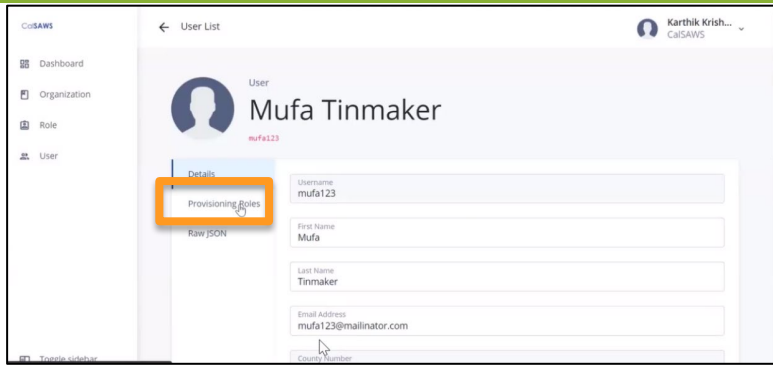 CalSAWS
User List
Karthik Krish...
CalSAWS
Dashboard
Organization
Role
User
User
Mufa Tinmaker
mufa123
Details
Provisioning Roles
Raw JSON
Username
mufa123
First Name
Mufa
Last Name
Tinmaker
Email Address
mufa123@mailinator.com
County Number
Toggle sidebar